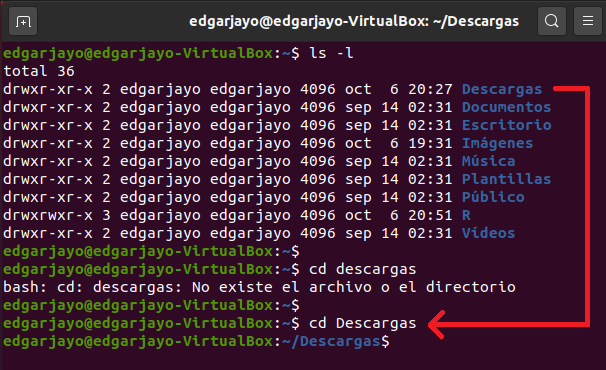 edgarjayo@edgarjayo-VirtualBox: ~/Descargas
edgarjayo@edgarjayo-VirtualBox:~$ ls -l
total 36
drwxr-xr-x 2 edgarjayo edgarjayo 4096 oct  6 20:27 Descargas
drwxr-xr-x 2 edgarjayo edgarjayo 4096 sep 14 02:31 Documentos
drwxr-xr-x 2 edgarjayo edgarjayo 4096 sep 14 02:31 Escritorio
drwxr-xr-x 2 edgarjayo edgarjayo 4096 oct  6 19:31 Imágenes
drwxr-xr-x 2 edgarjayo edgarjayo 4096 sep 14 02:31 Música
drwxr-xr-x 2 edgarjayo edgarjayo 4096 sep 14 02:31 Plantillas
drwxr-xr-x 2 edgarjayo edgarjayo 4096 sep 14 02:31 Público
drwxrwxr-x 3 edgarjayo edgarjayo 4096 oct  6 20:51 R
drwxr-xr-x 2 edgarjayo edgarjayo 4096 sep 14 02:31 Vídeos
edgarjayo@edgarjayo-VirtualBox:~$
edgarjayo@edgarjayo-VirtualBox:~$ cd descargas
bash: cd: descargas: No existe el archivo o el directorio
edgarjayo@edgarjayo-VirtualBox:~$
edgarjayo@edgarjayo-VirtualBox:~$ cd Descargas
edgarjayo@edgarjayo-VirtualBox:~/Descargas$